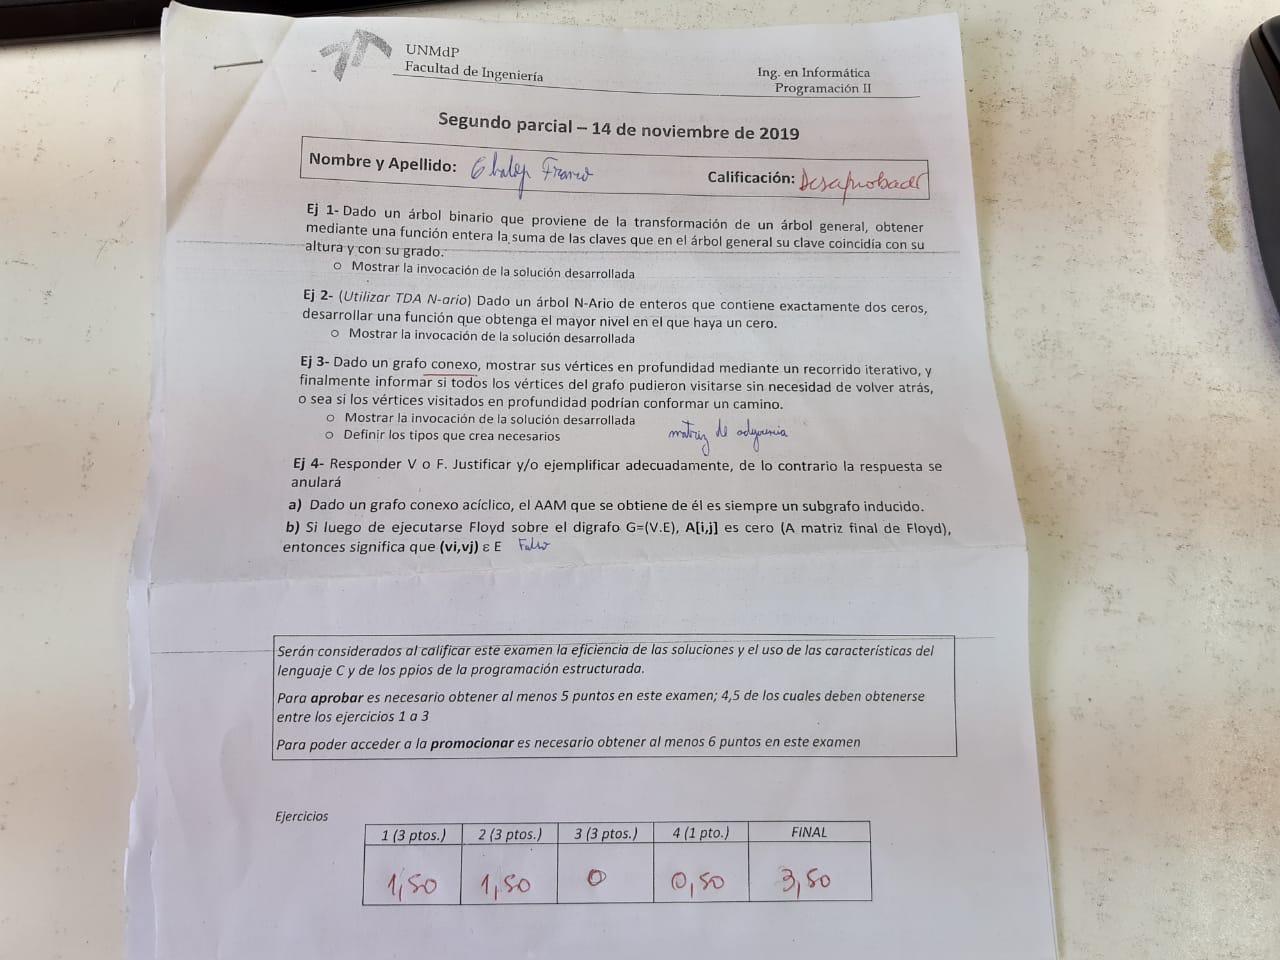 UNMdP
Facultad de Ingeniería
Ing. en Informática
Programación II
Segundo parcial – 14 de noviembre de 2019
Nombre y Apellido: Franco
Calificación: Desaprobado
Ej 1- Dado un árbol binario que proviene de la transformación de un árbol general, obtener
mediante una función entera la suma de las claves que en el árbol general su clave coincidía con su
altura y con su grado.
o Mostrar la invocación de la solución desarrollada
Ej 2- (Utilizar TDA N-ario) Dado un árbol N-Ario de enteros que contiene exactamente dos ceros,
desarrollar una función que obtenga el mayor nivel en el que haya un cero.
o Mostrar la invocación de la solución desarrollada
Ej 3- Dado un grafo conexo, mostrar sus vértices en profundidad mediante un recorrido iterativo, y
finalmente informar si todos los vértices del grafo pudieron visitarse sin necesidad de volver atrás,
o sea si los vértices visitados en profundidad podrían conformar un camino.
o Mostrar la invocación de la solución desarrollada
o Definir los tipos que crea necesarios
matriz de adyacencia
Ej 4- Responder V o F. Justificar y/o ejemplificar adecuadamente, de lo contrario la respuesta se
anulará
a) Dado un grafo conexo acíclico, el AAM que se obtiene de él es siempre un subgrafo inducido.
b) Si luego de ejecutarse Floyd sobre el digrafo G=(V.E), A[i,j] es cero (A matriz final de Floyd),
entonces significa que (vi,vj) ε E Falso
Serán considerados al calificar este examen la eficiencia de las soluciones y el uso de las características del
lenguaje C y de los ppios de la programación estructurada.
Para aprobar es necesario obtener al menos 5 puntos en este examen; 4,5 de los cuales deben obtenerse
entre los ejercicios 1 a 3
Para poder acceder a la promocionar es necesario obtener al menos 6 puntos en este examen
Ejercicios
1 (3 ptos.) 2 (3 ptos.) 3 (3 ptos.) 4 (1 pto.) FINAL
1,50 1,50 0 0,50 3,50